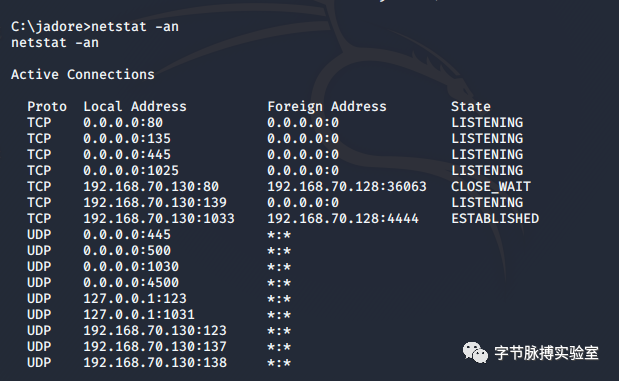 C:\jadore>netstat -an
netstat -an
Active Connections
Proto  Local Address          Foreign Address        State
TCP    0.0.0.0:80             0.0.0.0:0              LISTENING
TCP    0.0.0.0:135            0.0.0.0:0              LISTENING
TCP    0.0.0.0:445            0.0.0.0:0              LISTENING
TCP    0.0.0.0:1025           0.0.0.0:0              LISTENING
TCP    192.168.70.130:80      192.168.70.128:36063   CLOSE_WAIT
TCP    192.168.70.130:139     0.0.0.0:0              LISTENING
TCP    192.168.70.130:1033    192.168.70.128:4444    ESTABLISHED
UDP    0.0.0.0:445            *:*
UDP    0.0.0.0:500            *:*
UDP    0.0.0.0:1030           *:*
UDP    0.0.0.0:4500           *:*
UDP    127.0.0.1:123          *:*
UDP    127.0.0.1:1031         *:*
UDP    192.168.70.130:123     *:*
UDP    192.168.70.130:137     *:*
UDP    192.168.70.130:138     *:*
字节脉搏实验室